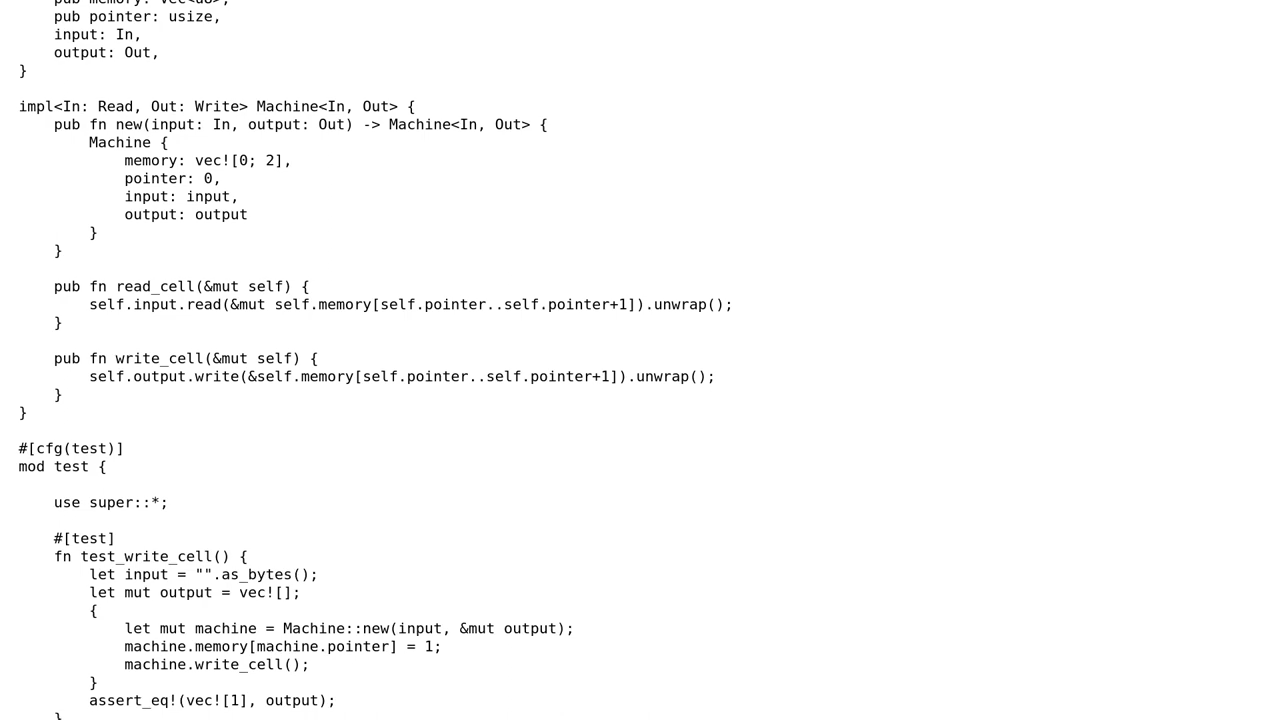 pub memory: Vec<u8>,
    pub pointer: usize,
    input: In,
    output: Out,
}

impl<In: Read, Out: Write> Machine<In, Out> {
    pub fn new(input: In, output: Out) -> Machine<In, Out> {
        Machine {
            memory: vec![0; 2],
            pointer: 0,
            input: input,
            output: output
        }
    }

    pub fn read_cell(&mut self) {
        self.input.read(&mut self.memory[self.pointer..self.pointer+1]).unwrap();
    }

    pub fn write_cell(&mut self) {
        self.output.write(&self.memory[self.pointer..self.pointer+1]).unwrap();
    }
}

#[cfg(test)]
mod test {

    use super::*;

    #[test]
    fn test_write_cell() {
        let input = "".as_bytes();
        let mut output = vec![];
        {
            let mut machine = Machine::new(input, &mut output);
            machine.memory[machine.pointer] = 1;
            machine.write_cell();
        }
        assert_eq!(vec![1], output);
    }